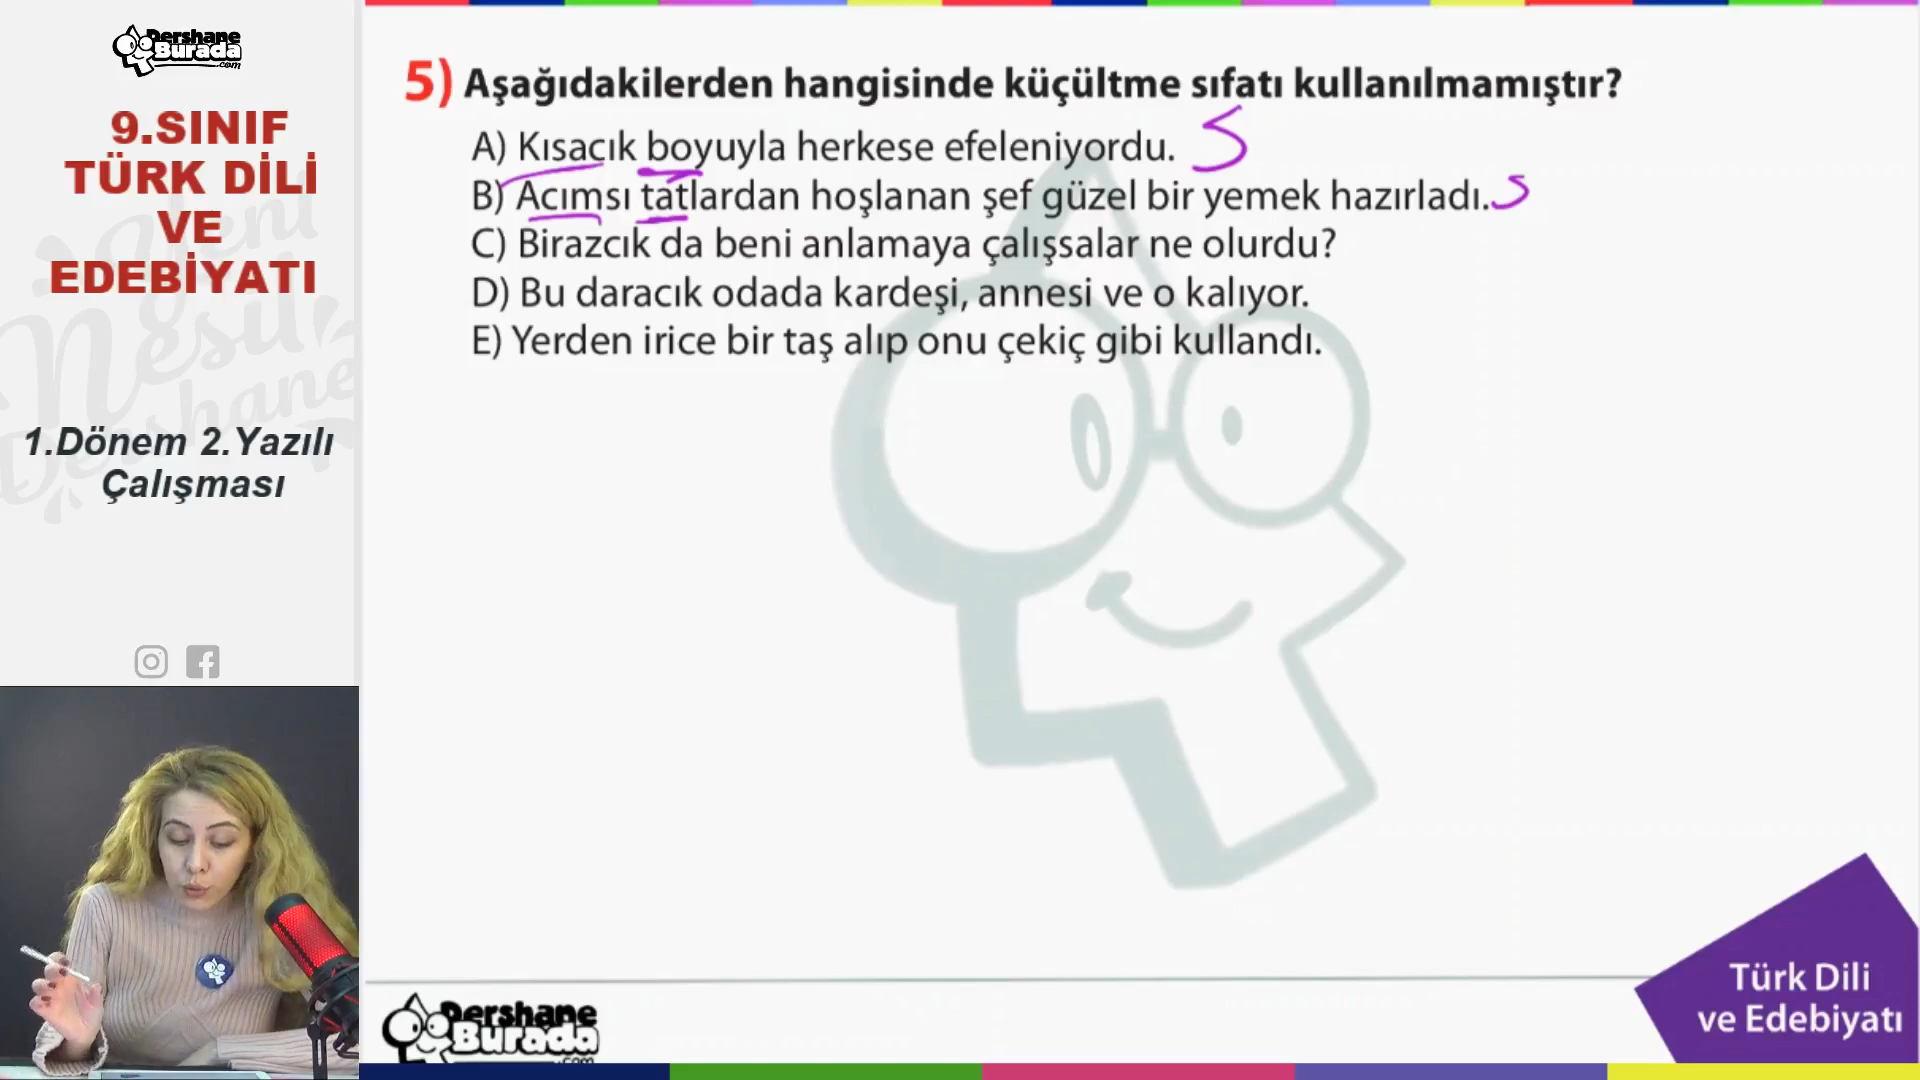 Dershane
Burada
.com
9.SINIF
TÜRK DİLİ
VE
EDEBİYATI
Yeni
Nesil
Dershane
1.Dönem 2.Yazılı
Çalışması
5) Aşağıdakilerden hangisinde küçültme sıfatı kullanılmamıştır?
A) Kısacık boyuyla herkese efeleniyordu. S
B) Acımsı tatlardan hoşlanan şef güzel bir yemek hazırladı. S
C) Birazcık da beni anlamaya çalışsalar ne olurdu?
D) Bu daracık odada kardeşi, annesi ve o kalıyor.
E) Yerden irice bir taş alıp onu çekiç gibi kullandı.
Dershane
Burada
.com
Türk Dili
ve Edebiyatı